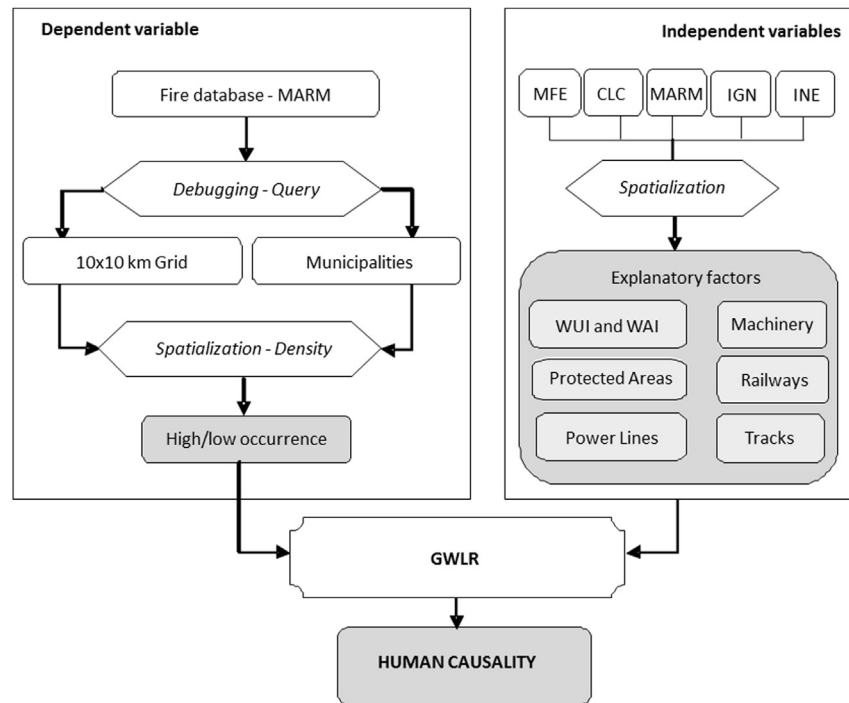 Dependent variable
Fire database - MARM
Debugging - Query
10x10 km Grid
Municipalities
Spatialization - Density
High/low occurrence
Independent variables
MFE
CLC
MARM
IGN
INE
Spatialization
Explanatory factors
WUI and WAI
Machinery
Protected Areas
Railways
Power Lines
Tracks
GWLR
HUMAN CAUSALITY